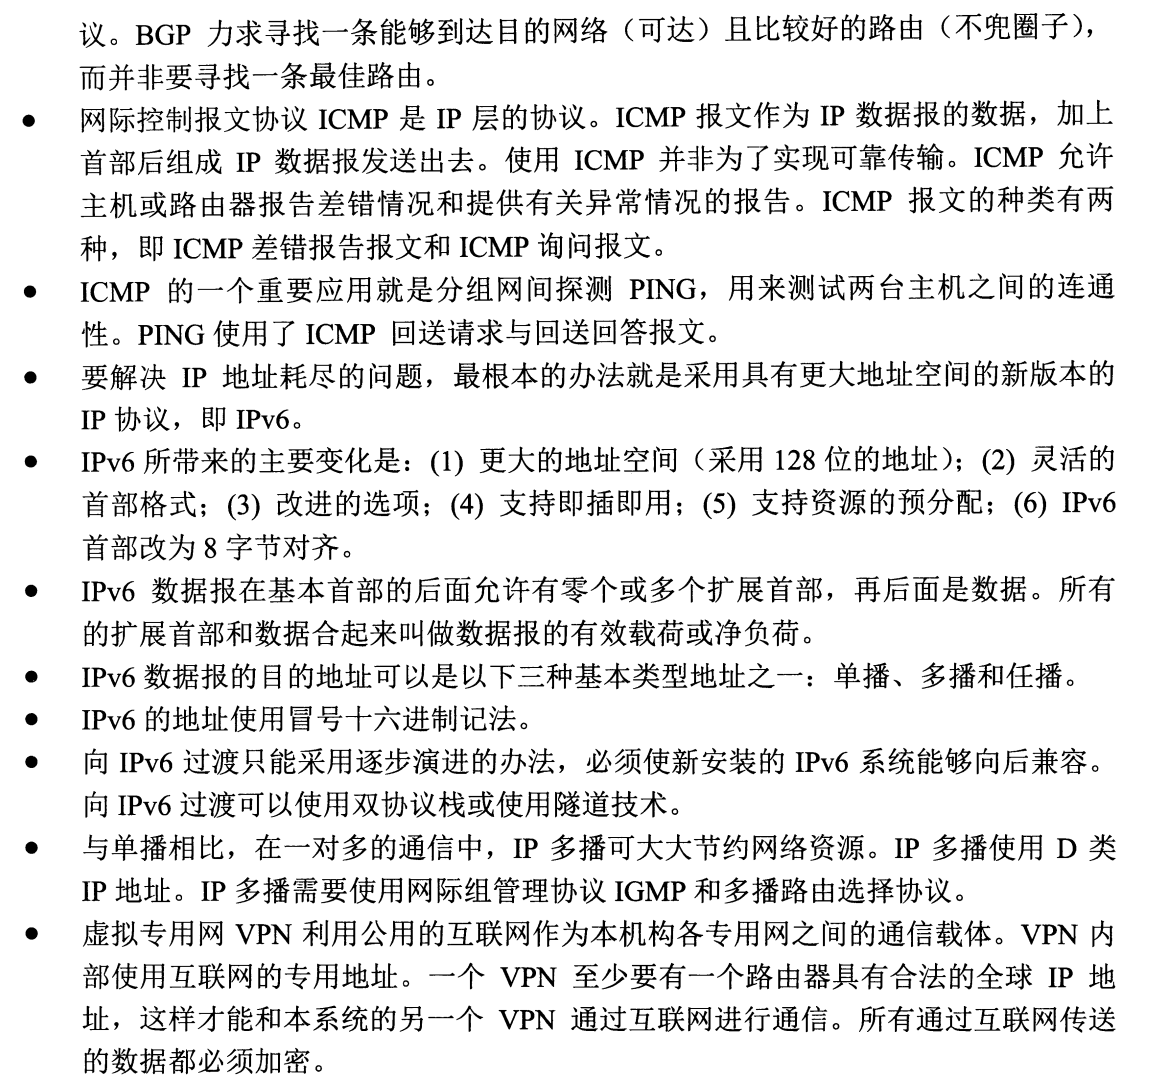 议。BGP 力求寻找一条能够到达目的网络（可达）且比较好的路由（不兜圈子），
而并非要寻找一条最佳路由。
● 网际控制报文协议 ICMP 是 IP 层的协议。ICMP 报文作为 IP 数据报的数据，加上
首部后组成 IP 数据报发送出去。使用 ICMP 并非为了实现可靠传输。ICMP 允许
主机或路由器报告差错情况和提供有关异常情况的报告。ICMP 报文的种类有两
种，即 ICMP 差错报告报文和 ICMP 询问报文。
● ICMP 的一个重要应用就是分组网间探测 PING，用来测试两台主机之间的连通
性。PING 使用了 ICMP 回送请求与回送回答报文。
● 要解决 IP 地址耗尽的问题，最根本的办法就是采用具有更大地址空间的新版本的
IP 协议，即 IPv6。
● IPv6 所带来的主要变化是：(1) 更大的地址空间（采用 128 位的地址）；(2) 灵活的
首部格式；(3) 改进的选项；(4) 支持即插即用；(5) 支持资源的预分配；(6) IPv6
首部改为 8 字节对齐。
● IPv6 数据报在基本首部的后面允许有零个或多个扩展首部，再后面是数据。所有
的扩展首部和数据合起来叫做数据报的有效载荷或净负荷。
● IPv6 数据报的目的地址可以是以下三种基本类型地址之一：单播、多播和任播。
● IPv6 的地址使用冒号十六进制记法。
● 向 IPv6 过渡只能采用逐步演进的办法，必须使新安装的 IPv6 系统能够向后兼容。
向 IPv6 过渡可以使用双协议栈或使用隧道技术。
● 与单播相比，在一对多的通信中，IP 多播可大大节约网络资源。IP 多播使用 D 类
IP 地址。IP 多播需要使用网际组管理协议 IGMP 和多播路由选择协议。
● 虚拟专用网 VPN 利用公用的互联网作为本机构各专用网之间的通信载体。VPN 内
部使用互联网的专用地址。一个 VPN 至少要有一个路由器具有合法的全球 IP 地
址，这样才能和本系统的另一个 VPN 通过互联网进行通信。所有通过互联网传送
的数据都必须加密。